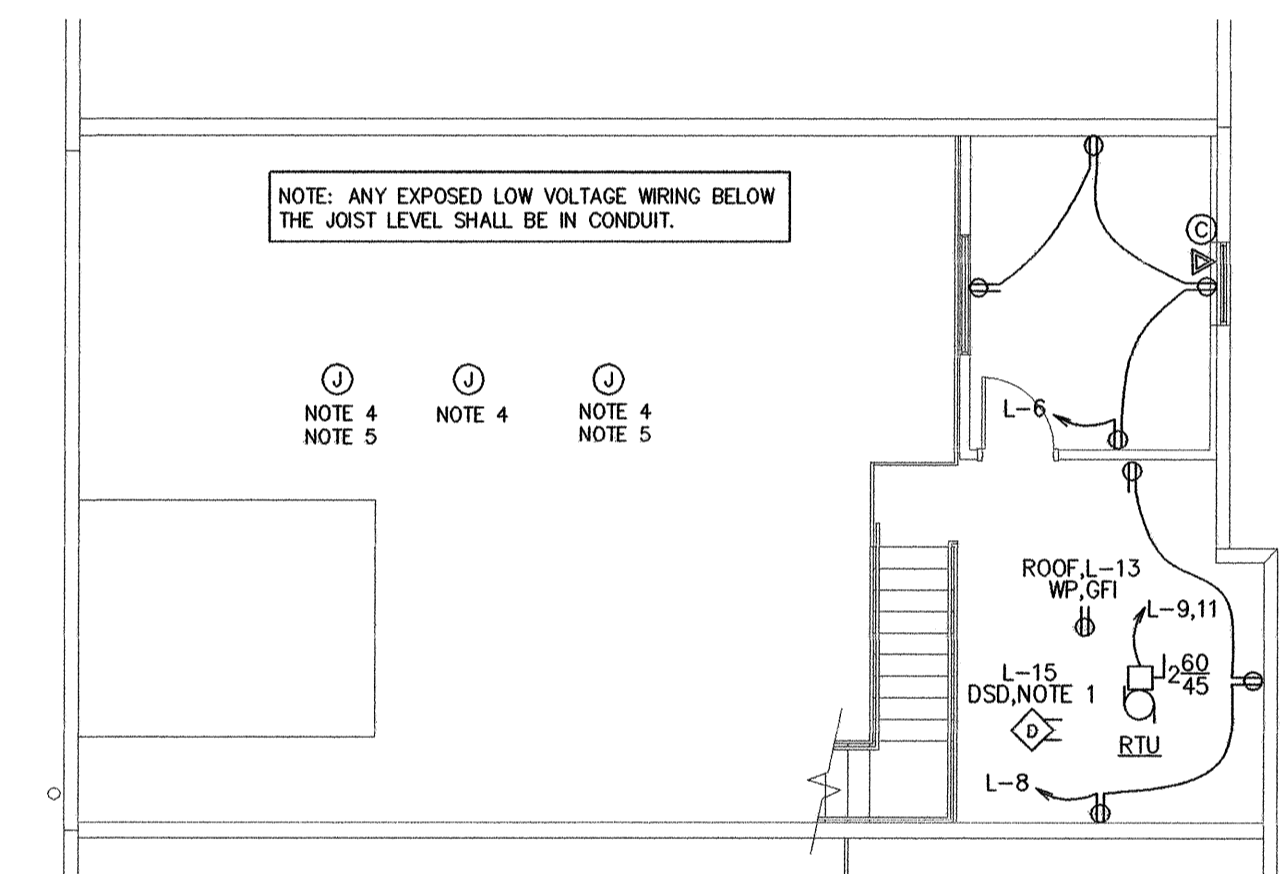 NOTE: ANY EXPOSED LOW VOLTAGE WIRING BELOW
THE JOIST LEVEL SHALL BE IN CONDUIT.
C
J
NOTE 4
NOTE 5
J
NOTE 4
J
NOTE 4
NOTE 5
L-6
ROOF,L-13
WP,GFI
L-9,11
L-15
DSD,NOTE 1
D
2 60
45
RTU
L-8